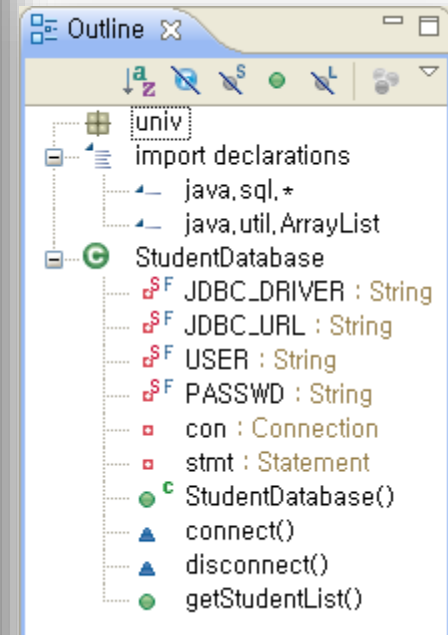 Outline
univ
import declarations
java.sql.*
java.util.ArrayList
StudentDatabase
S F JDBC_DRIVER : String
S F JDBC_URL : String
S F USER : String
S F PASSWD : String
con : Connection
stmt : Statement
C StudentDatabase()
connect()
disconnect()
getStudentList()